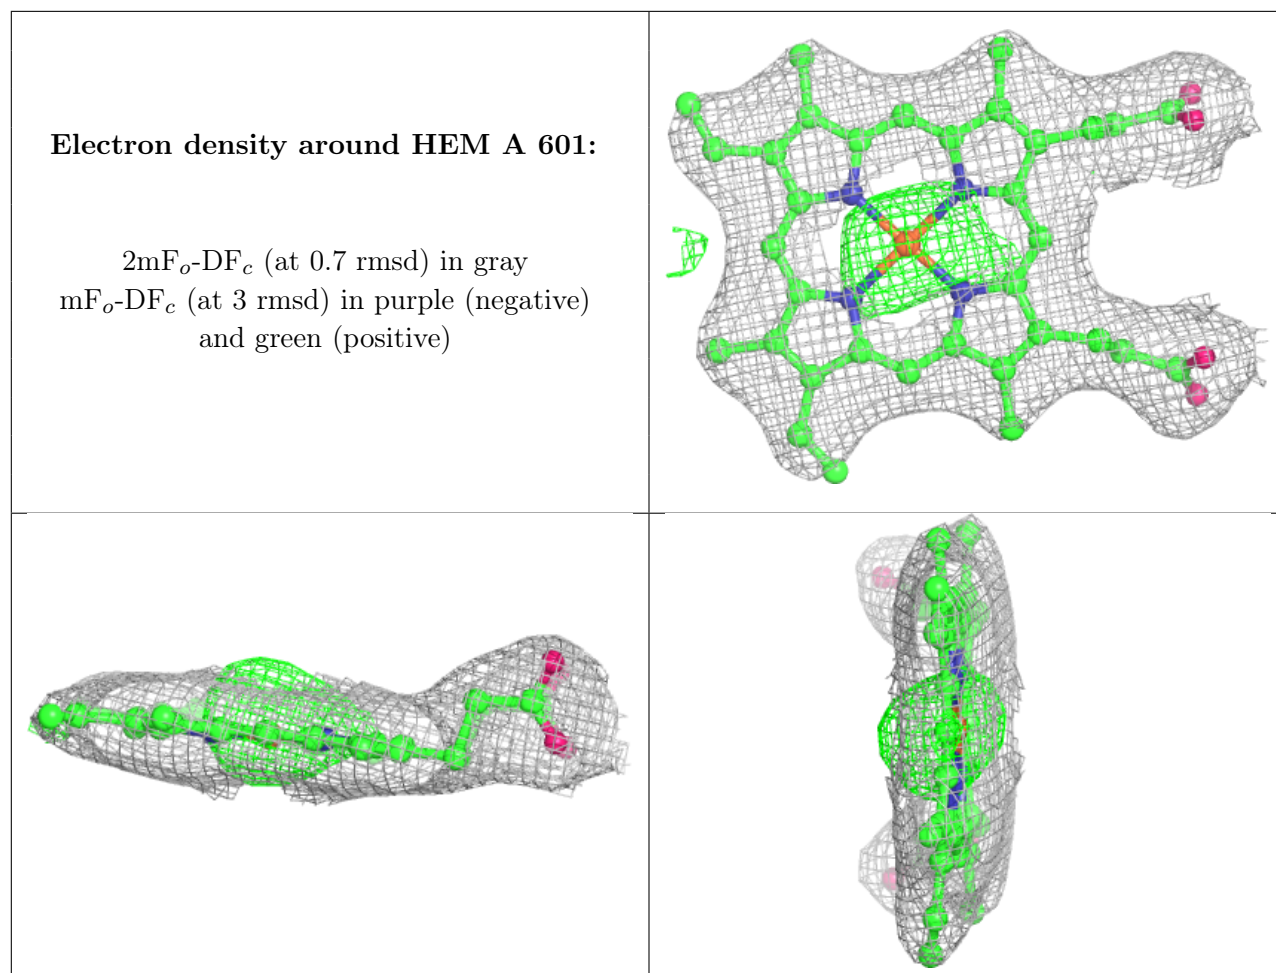 Electron density around HEM A 601:
2mFo-DFc (at 0.7 rmsd) in gray
mFo-DFc (at 3 rmsd) in purple (negative)
and green (positive)